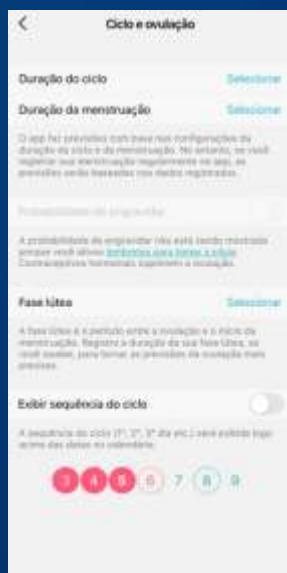 Ciclo e ovulação
Duração do ciclo Selecionar
Duração da menstruação Selecionar
O app faz previsões com base nas configurações da
duração do ciclo e da menstruação. No entanto, se você
registrar sua menstruação regularmente no app, as
previsões serão baseadas nos dados registrados.
Probabilidade de engravidar
A probabilidade de engravidar não está sendo mostrada
porque você ativou lembretes para tomar a pílula.
Contraceptivos hormonais suprimem a ovulação.
Fase lútea Selecionar
A fase lútea é o período entre a ovulação e o início da
menstruação. Registre a duração da sua fase lútea, se
você souber, para tornar as previsões da ovulação mais
precisas.
Exibir sequência do ciclo
A sequência do ciclo (1º, 2º, 3º dia etc.) será exibida logo
acima das datas no calendário.
3 4 5 6 7 8 9